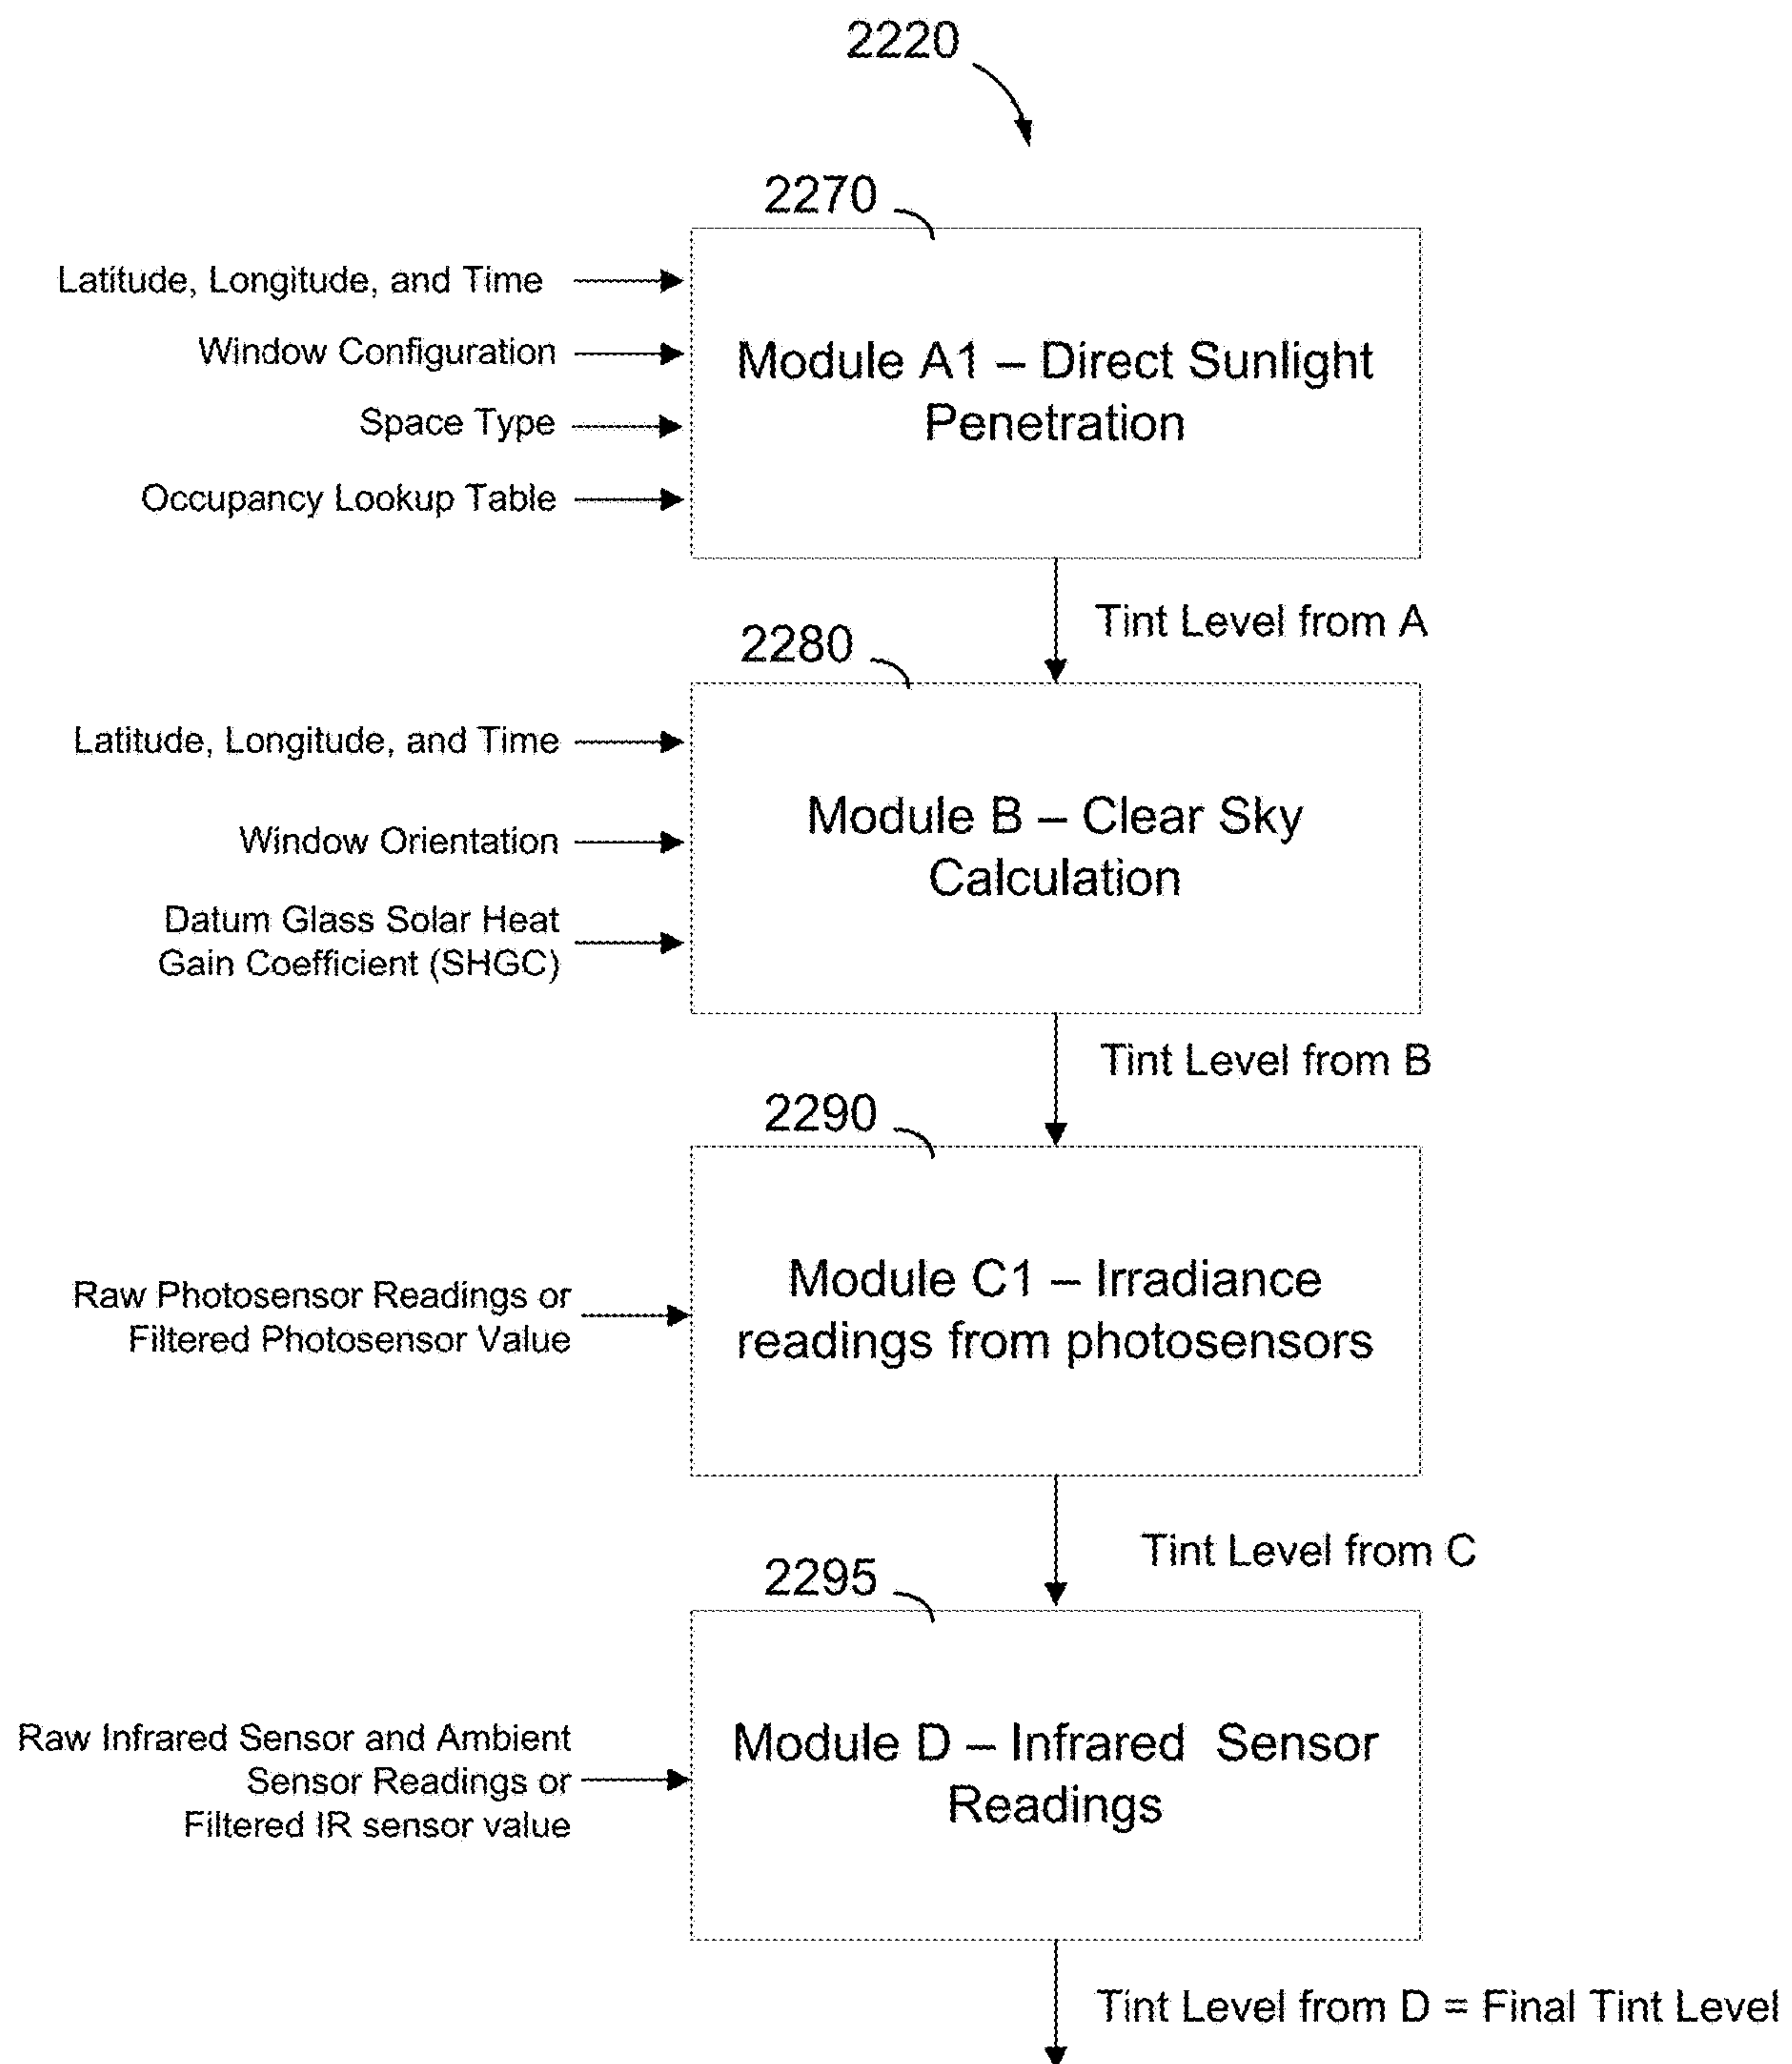 2220
2270
Latitude, Longitude, and Time
Window Configuration
Space Type
Occupancy Lookup Table
Module A1 – Direct Sunlight
Penetration
Tint Level from A
2280
Latitude, Longitude, and Time
Window Orientation
Datum Glass Solar Heat
Gain Coefficient (SHGC)
Module B – Clear Sky
Calculation
Tint Level from B
2290
Raw Photosensor Readings or
Filtered Photosensor Value
Module C1 – Irradiance
readings from photosensors
Tint Level from C
2295
Raw Infrared Sensor and Ambient
Sensor Readings or
Filtered IR sensor value
Module D – Infrared Sensor
Readings
Tint Level from D = Final Tint Level